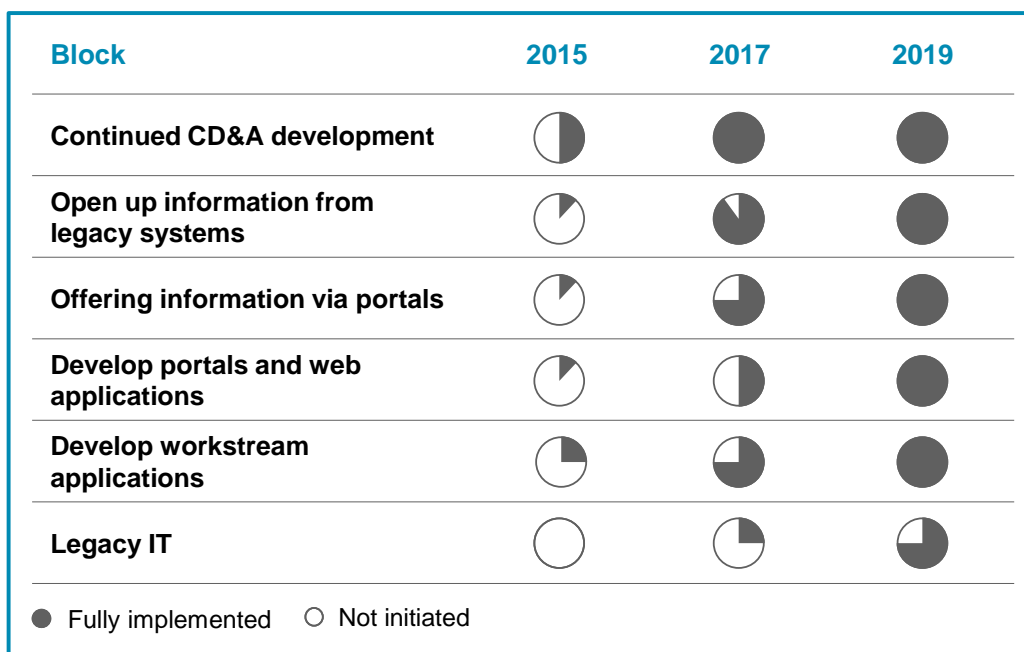 Block 2015 2017 2019
Continued CD&A development
Open up information from
legacy systems
Offering information via portals
Develop portals and web
applications
Develop workstream
applications
Legacy IT
Fully implemented Not initiated